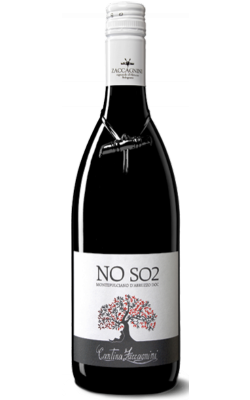 ZACCAGNINI
NO SO2
MONTEPULCIANO D'ABRUZZO DOC
Cantina Zaccagnini